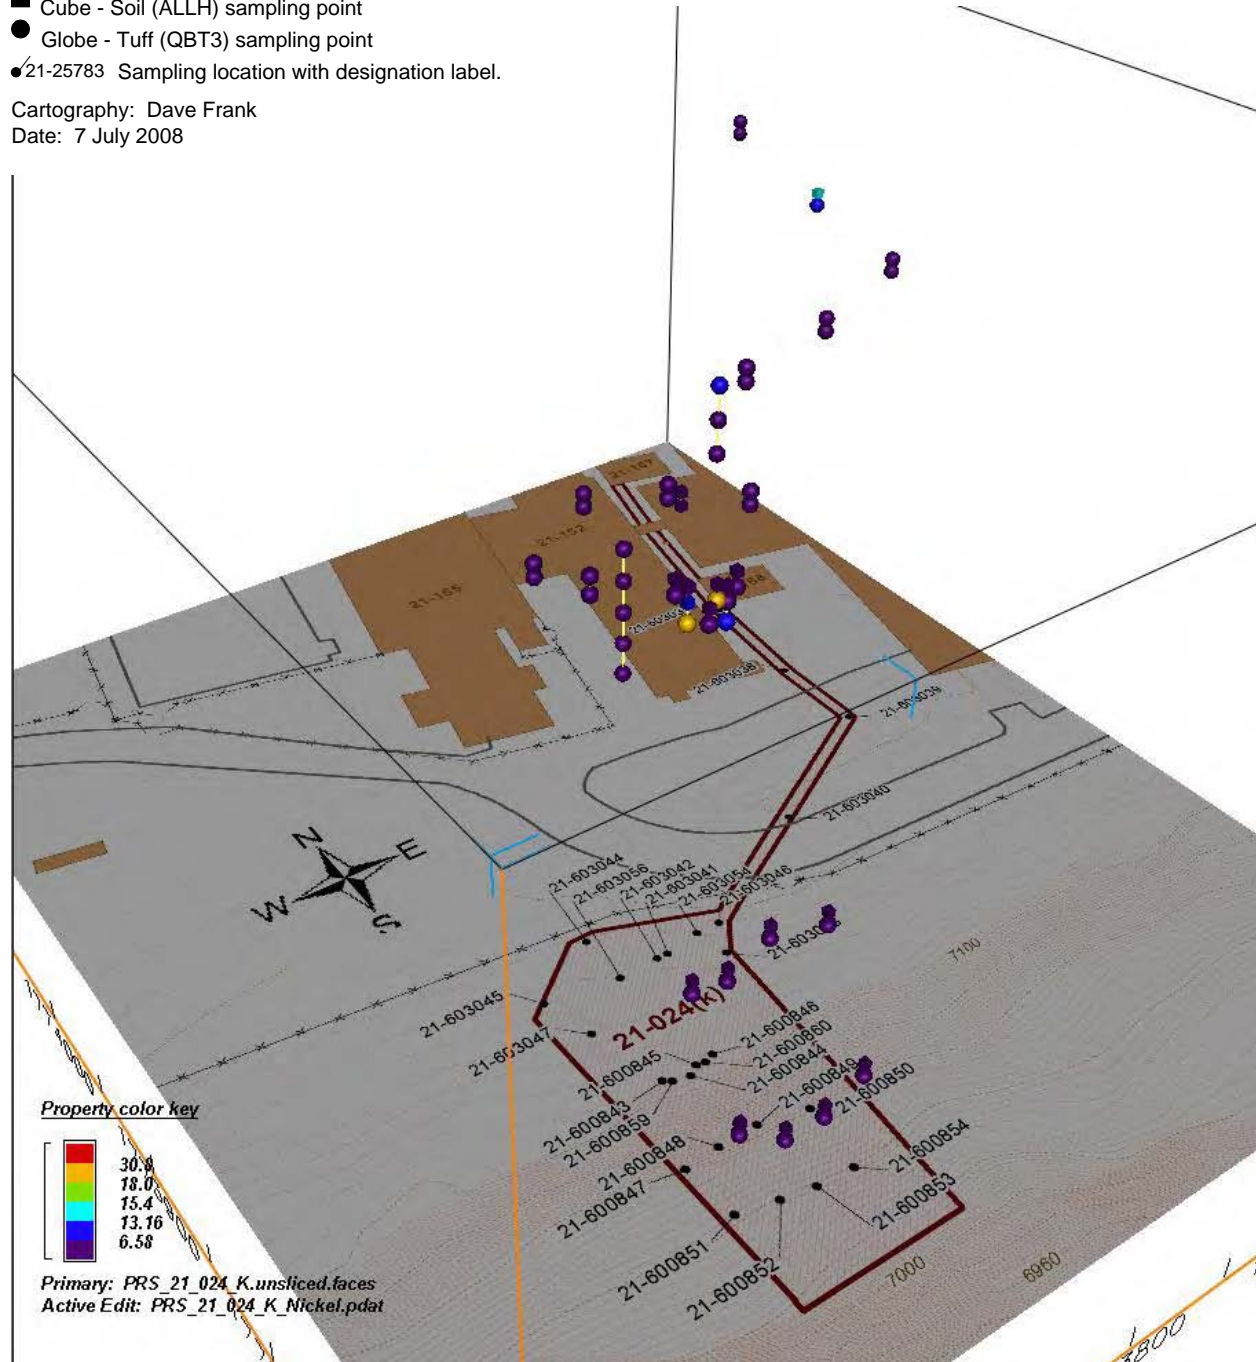 Cube - Soil (ALLH) sampling point
Globe - Tuff (QBT3) sampling point
21-25783 Sampling location with designation label.
Cartography: Dave Frank
Date: 7 July 2008
21-167
21-152
21-155
21-603038
21-603039
21-603040
N
E
W
S
21-603044
21-603056
21-603042
21-603041
21-603054
21-603046
7100
21-603045
21-603047
21-024(K)
21-600846
21-600860
21-600845
21-600844
21-600849
21-600850
21-600843
21-600859
21-600848
21-600854
21-600847
21-600853
21-600851
21-600852
7000
6960
Property color key
30.8
18.0
15.4
13.16
6.58
Primary: PRS_21_024_K.unsliced.faces
Active Edit: PRS_21_024_K_Nickel.pdat